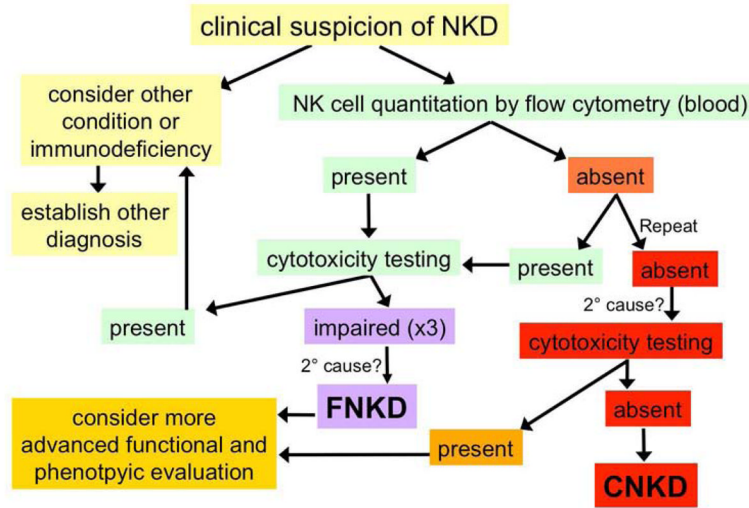 clinical suspicion of NKD
consider other
condition or
immunodeficiency
NK cell quantitation by flow cytometry (blood)
present
absent
establish other
diagnosis
Repeat
cytotoxicity testing
present
absent
2° cause?
present
impaired (x3)
cytotoxicity testing
2° cause?
FNKD
absent
consider more
advanced functional and
phenotpyic evaluation
present
CNKD